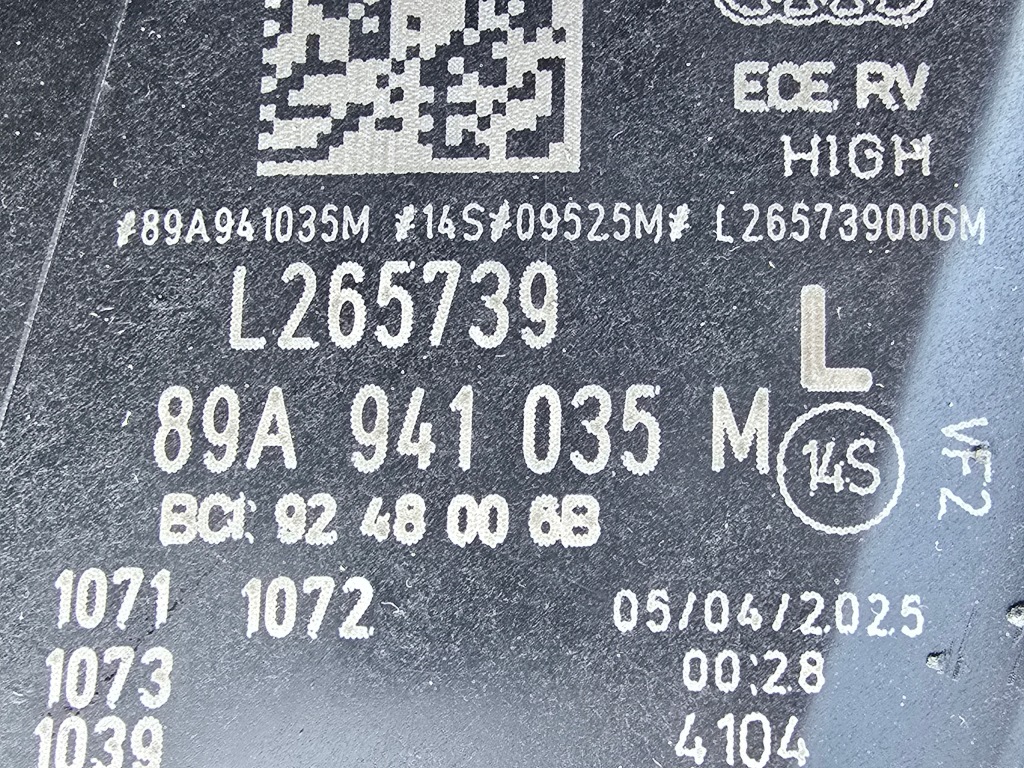 ECE RV
HIGH
#89A941035M #14S#09525M# L26573900GM
L265739
L
89A 941 035 M
14S
VF2
BCI: 92 48 00 6B
1071 1072
05/04/2025
1073
00:28
1039
4104